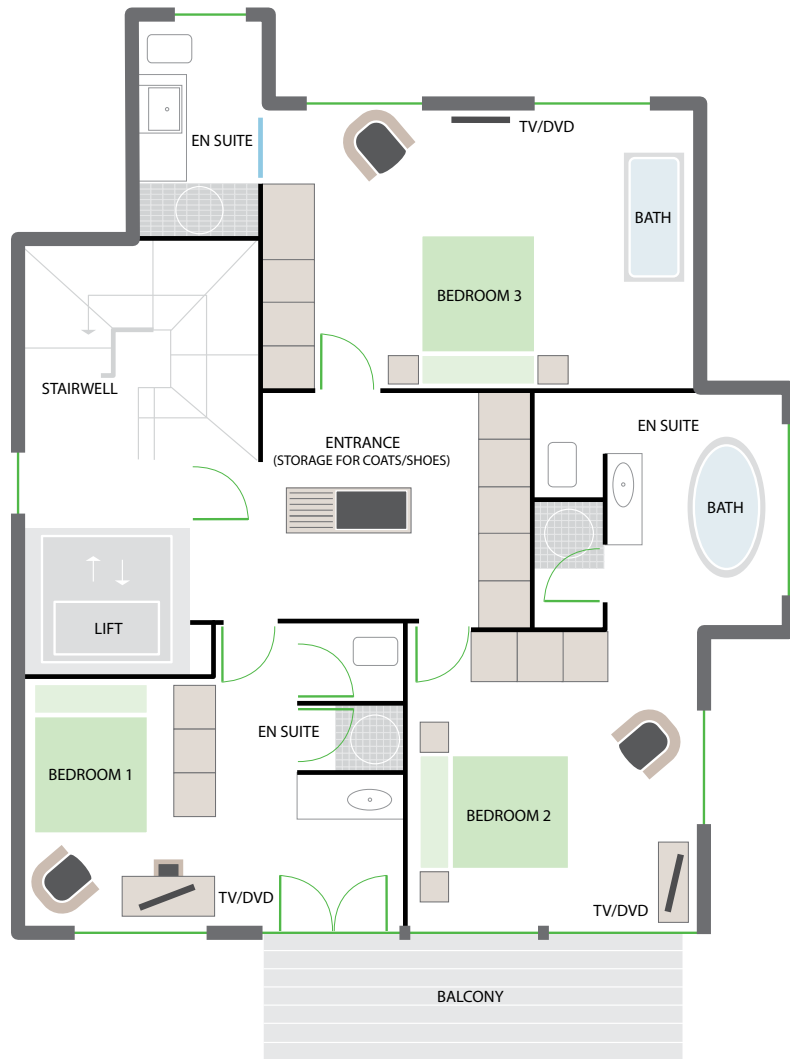 EN SUITE
TV/DVD
BATH
BEDROOM 3
STAIRWELL
ENTRANCE
(STORAGE FOR COATS/SHOES)
EN SUITE
BATH
LIFT
EN SUITE
BEDROOM 1
BEDROOM 2
TV/DVD
TV/DVD
BALCONY